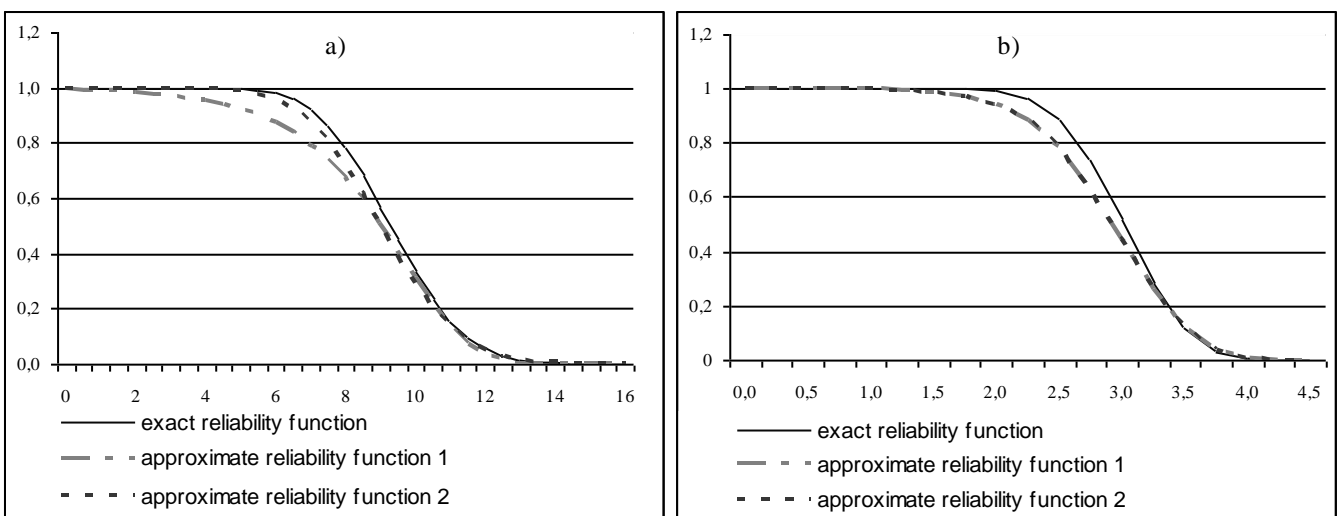 a)
1,2
1,0
0,8
0,6
0,4
0,2
0,0
0 2 4 6 8 10 12 14 16
exact reliability function
approximate reliability function 1
approximate reliability function 2
b)
1,2
1
0,8
0,6
0,4
0,2
0
0,0 0,5 1,0 1,5 2,0 2,5 3,0 3,5 4,0 4,5
exact reliability function
approximate reliability function 1
approximate reliability function 2